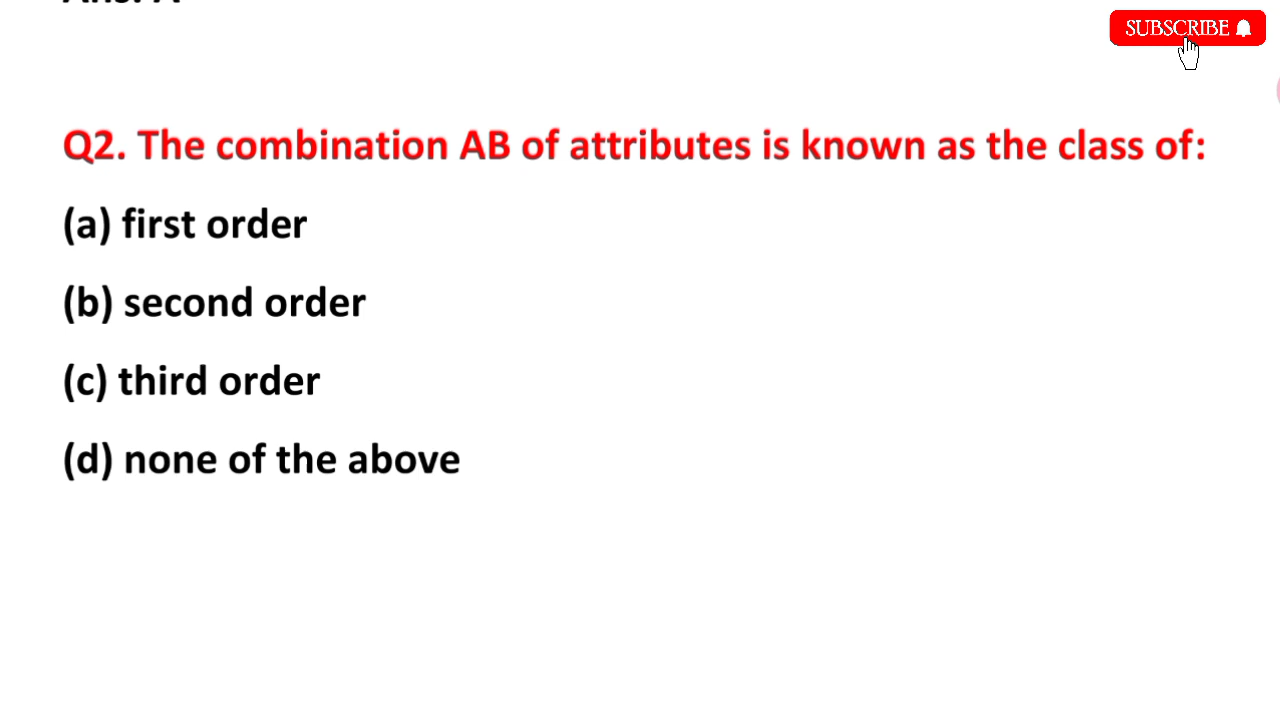 SUBSCRIBE
Q2. The combination AB of attributes is known as the class of:
(a) first order
(b) second order
(c) third order
(d) none of the above